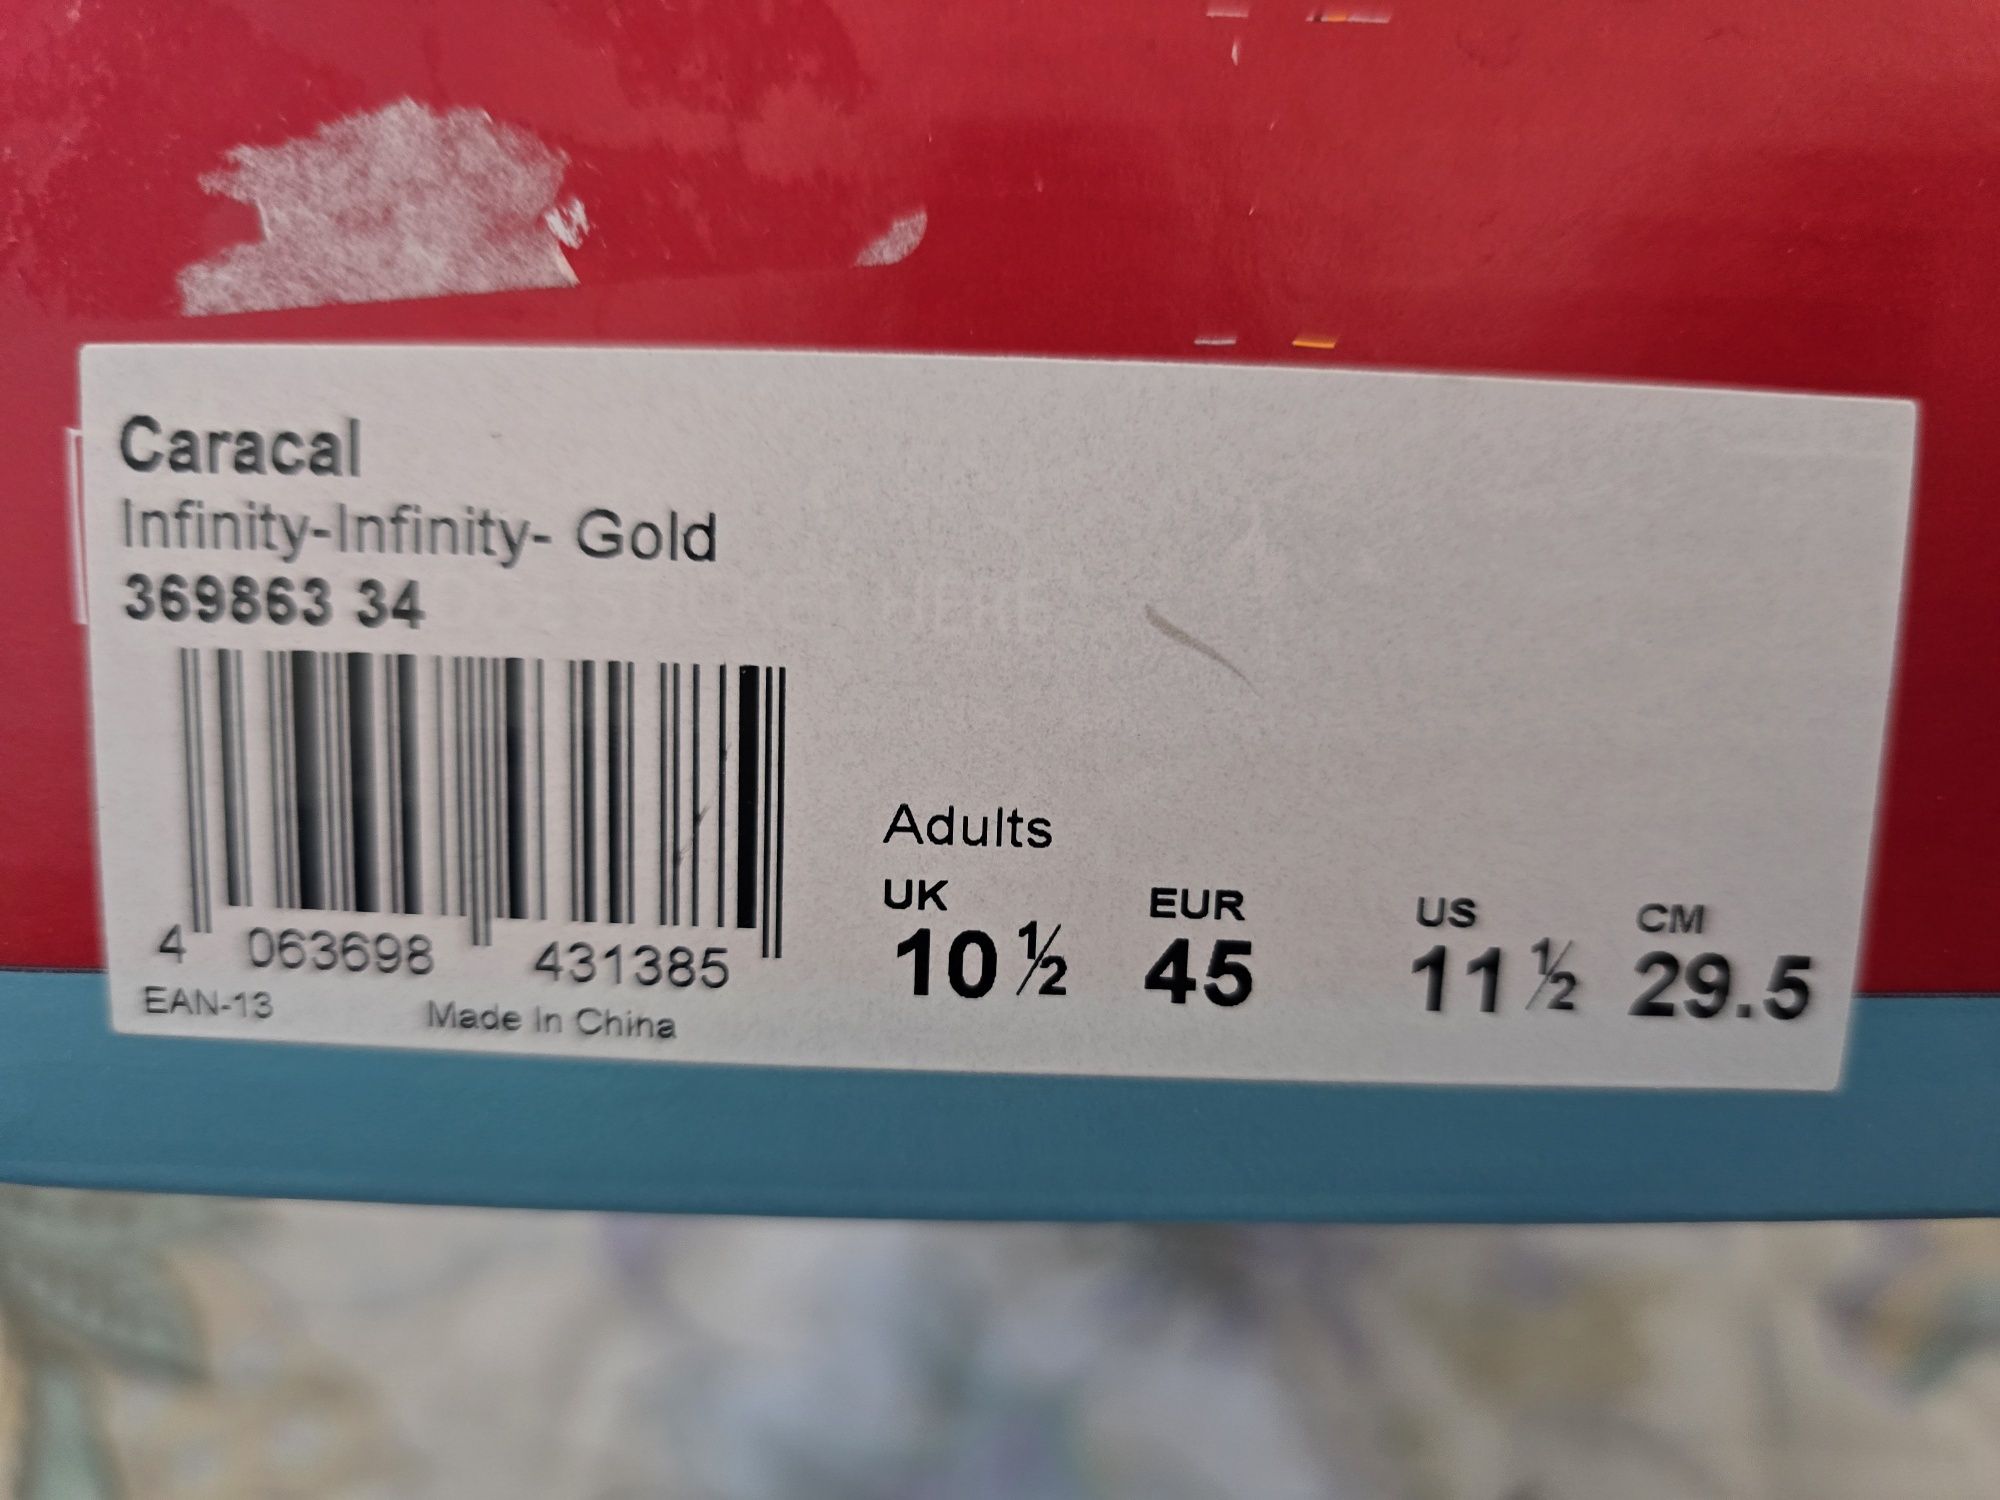 Caracal
Infinity-Infinity- Gold
369863 34
4 063698 431385
EAN-13 Made In China
Adults
UK EUR US CM
10 ½ 45 11 ½ 29.5